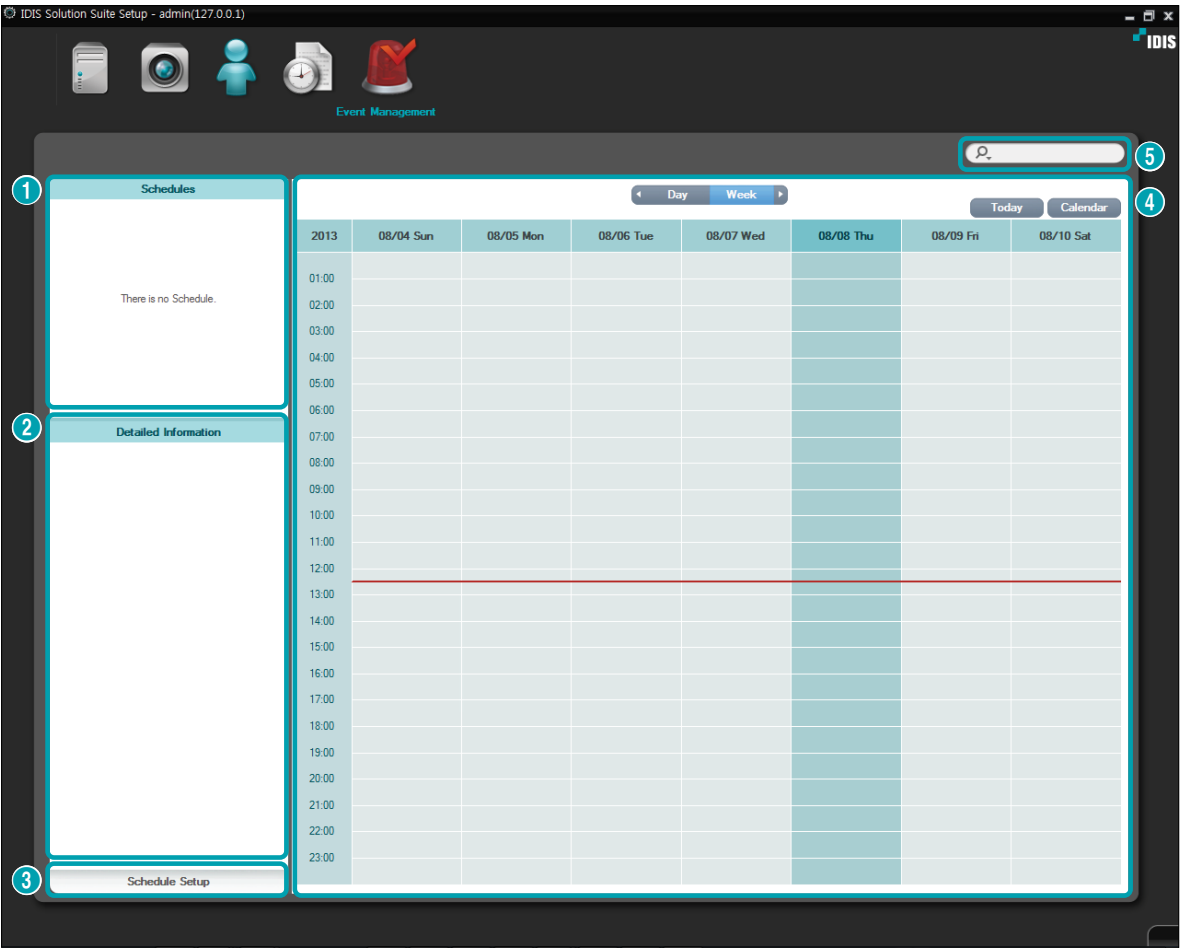 IDIS Solution Suite Setup - admin(127.0.0.1)
IDIS
Event Management
5
1
Schedules
There is no Schedule.
2
Detailed Information
3
Schedule Setup
4
Day Week
Today Calendar
2013 08/04 Sun 08/05 Mon 08/06 Tue 08/07 Wed 08/08 Thu 08/09 Fri 08/10 Sat
01:00
02:00
03:00
04:00
05:00
06:00
07:00
08:00
09:00
10:00
11:00
12:00
13:00
14:00
15:00
16:00
17:00
18:00
19:00
20:00
21:00
22:00
23:00